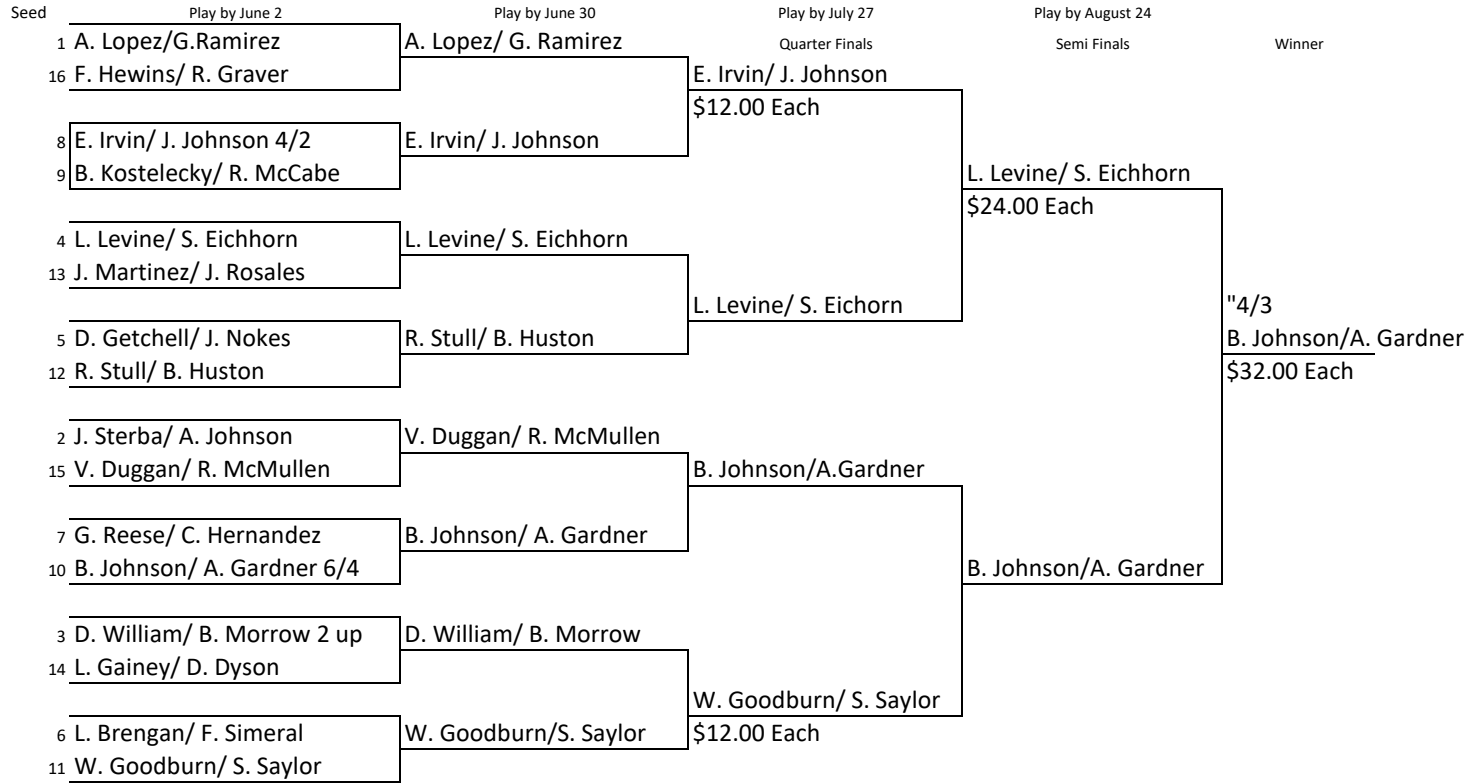 Seed Play by June 2 Play by June 30 Play by July 27 Play by August 24
1 A. Lopez/G.Ramirez A. Lopez/ G. Ramirez Quarter Finals Semi Finals Winner
16 F. Hewins/ R. Graver E. Irvin/ J. Johnson
$12.00 Each
8 E. Irvin/ J. Johnson 4/2 E. Irvin/ J. Johnson
9 B. Kostelecky/ R. McCabe L. Levine/ S. Eichhorn
$24.00 Each
4 L. Levine/ S. Eichhorn L. Levine/ S. Eichhorn
13 J. Martinez/ J. Rosales
L. Levine/ S. Eichorn "4/3
5 D. Getchell/ J. Nokes R. Stull/ B. Huston B. Johnson/A. Gardner
12 R. Stull/ B. Huston $32.00 Each
2 J. Sterba/ A. Johnson V. Duggan/ R. McMullen
15 V. Duggan/ R. McMullen B. Johnson/A.Gardner
7 G. Reese/ C. Hernandez B. Johnson/ A. Gardner
10 B. Johnson/ A. Gardner 6/4 B. Johnson/A. Gardner
3 D. William/ B. Morrow 2 up D. William/ B. Morrow
14 L. Gainey/ D. Dyson
W. Goodburn/ S. Saylor
6 L. Brengan/ F. Simeral W. Goodburn/S. Saylor $12.00 Each
11 W. Goodburn/ S. Saylor